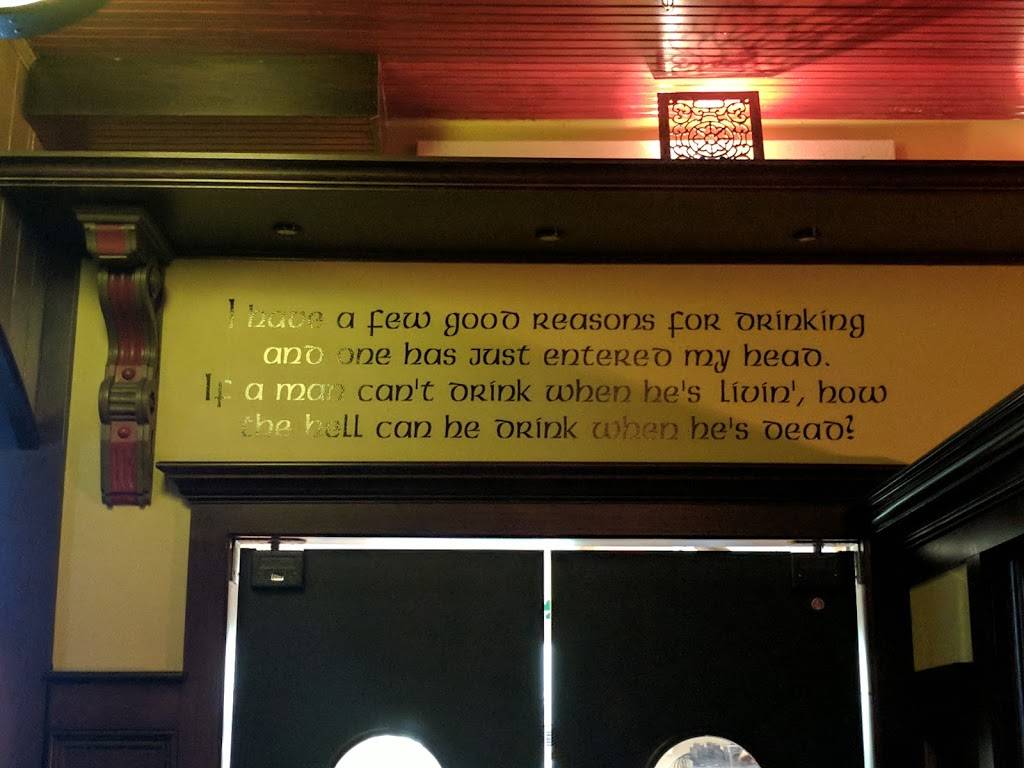 I have a few good reasons for drinking
and one has just entered my head.
If a man can't drink when he's livin', how
the hell can he drink when he's dead?